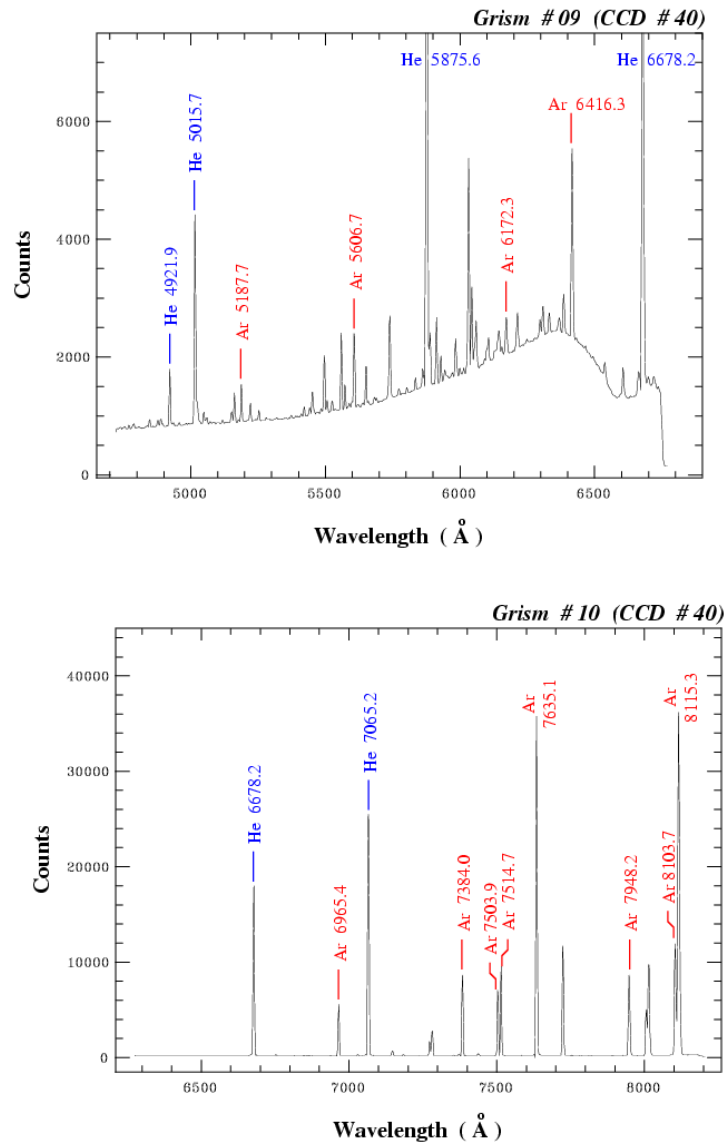 Grism # 09 (CCD # 40)
He 5875.6
He 6678.2
Ar 6416.3
He 5015.7
He 4921.9
Ar 5187.7
Ar 5606.7
Ar 6172.3
6000
4000
2000
0
Counts
5000
5500
6000
6500
Wavelength ( Å )
Grism # 10 (CCD # 40)
40000
30000
20000
10000
0
Counts
He 6678.2
Ar 6965.4
He 7065.2
Ar 7384.0
Ar 7503.9
Ar 7514.7
Ar
7635.1
Ar 7948.2
Ar 8103.7
Ar
8115.3
6500
7000
7500
8000
Wavelength ( Å )